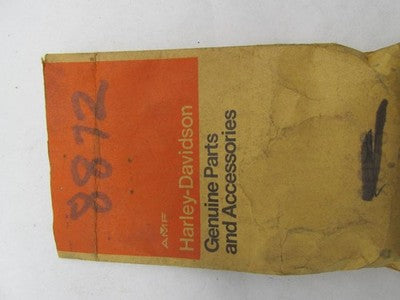 8872
AMF
Harley-Davidson
Genuine Parts
and Accessories